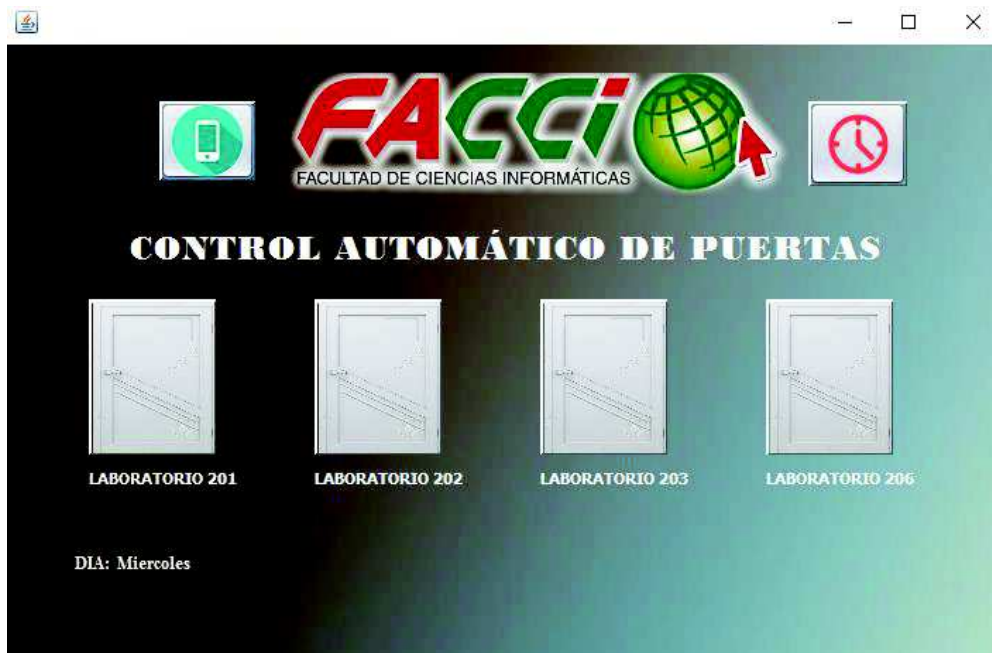 FACCi
FACULTAD DE CIENCIAS INFORMÁTICAS
CONTROL AUTOMÁTICO DE PUERTAS
LABORATORIO 201
LABORATORIO 202
LABORATORIO 203
LABORATORIO 206
DIA: Miercoles